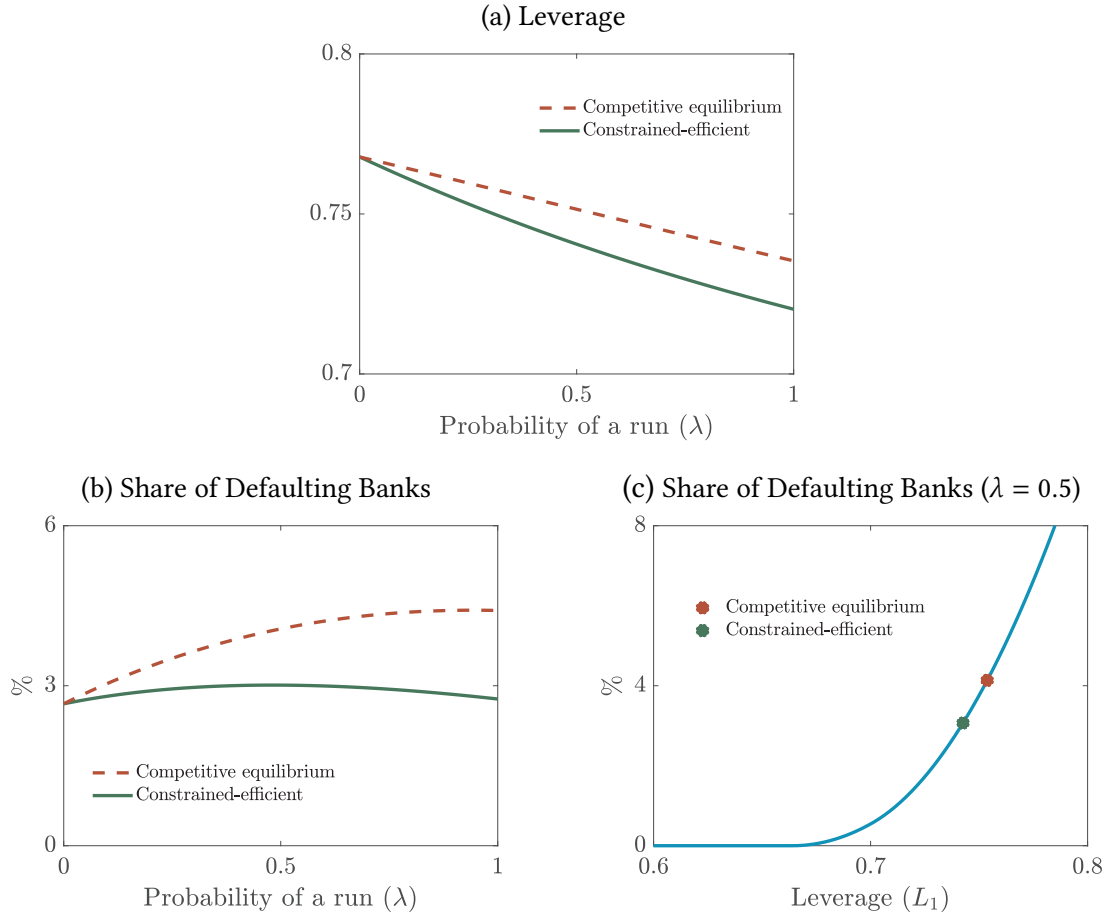 (a) Leverage
0.8
Competitive equilibrium
Constrained-efficient
0.75
0.7
0
0.5
1
Probability of a run (λ)
(b) Share of Defaulting Banks
6
%
3
Competitive equilibrium
Constrained-efficient
0
0
0.5
1
Probability of a run (λ)
(c) Share of Defaulting Banks (λ = 0.5)
8
Competitive equilibrium
Constrained-efficient
%
4
0
0.6
0.7
0.8
Leverage (L₁)